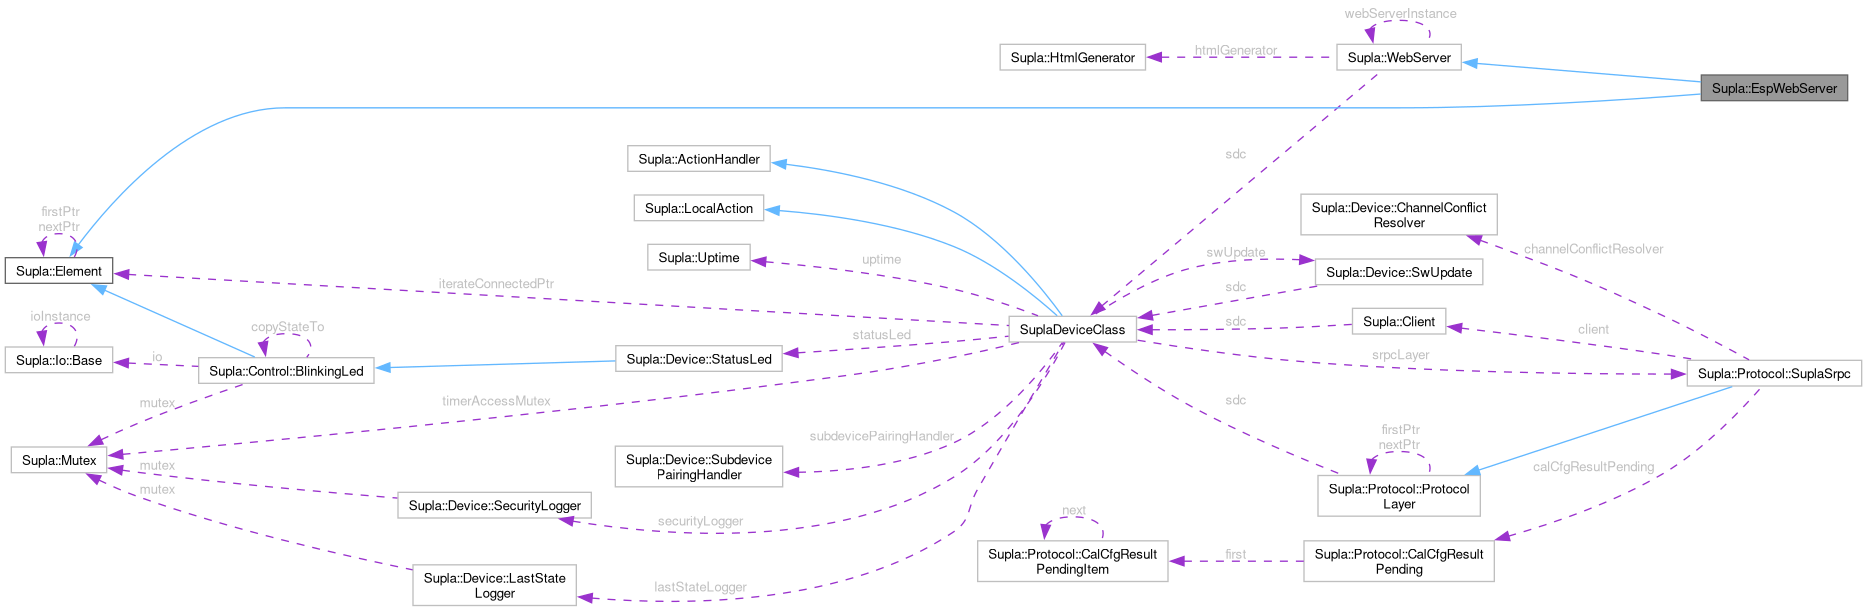 webServerInstance
Supla::HtmlGenerator
htmlGenerator
Supla::WebServer
Supla::EspWebServer
Supla::ActionHandler
sdc
Supla::LocalAction
Supla::Device::ChannelConflict
Resolver
firstPtr
nextPtr
Supla::Element
Supla::Uptime
uptime
swUpdate
channelConflictResolver
Supla::Device::SwUpdate
iterateConnectedPtr
sdc
ioInstance
copyStateTo
SuplaDeviceClass
sdc
Supla::Client
client
statusLed
Supla::Io::Base
io
Supla::Control::BlinkingLed
Supla::Device::StatusLed
srpcLayer
Supla::Protocol::SuplaSrpc
mutex
timerAccessMutex
sdc
subdevicePairingHandler
firstPtr
nextPtr
Supla::Mutex
mutex
Supla::Device::Subdevice
PairingHandler
calCfgResultPending
mutex
Supla::Device::SecurityLogger
Supla::Protocol::Protocol
Layer
securityLogger
next
Supla::Protocol::CalCfgResult
PendingItem
first
Supla::Protocol::CalCfgResult
Pending
Supla::Device::LastState
Logger
lastStateLogger